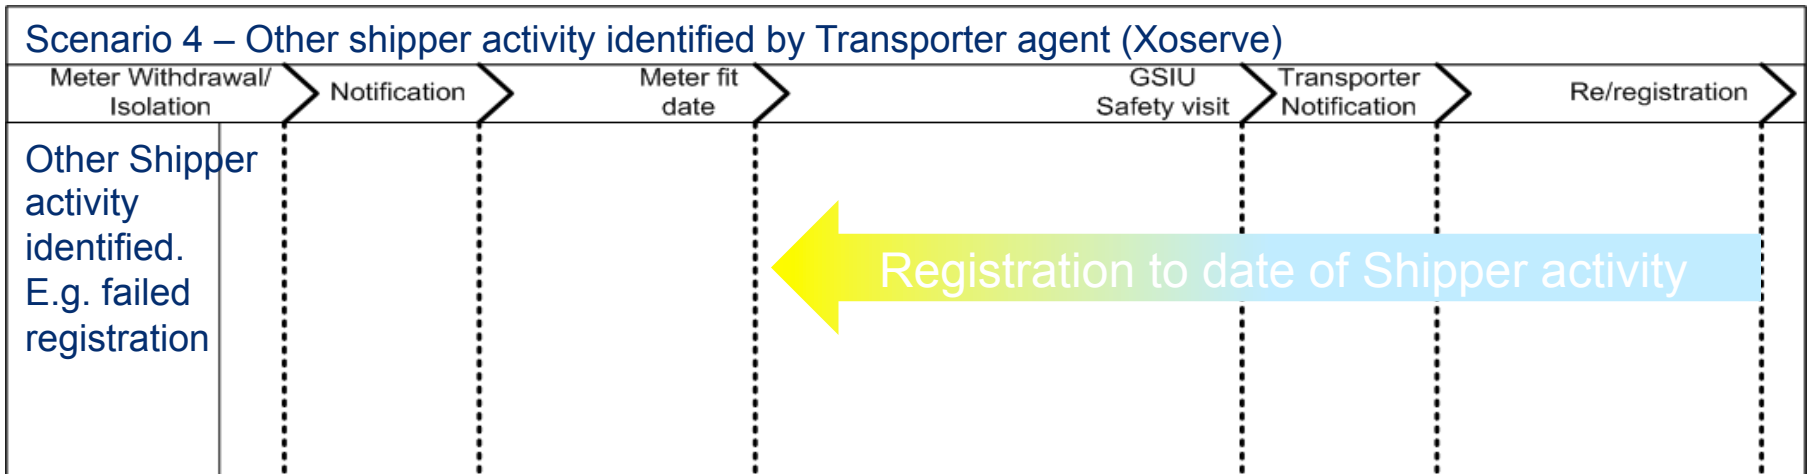 Scenario 4 – Other shipper activity identified by Transporter agent (Xoserve)
Meter Withdrawal/
Isolation
Notification
Meter fit
date
GSIU
Safety visit
Transporter
Notification
Re/registration
Other Shipper
activity
identified.
E.g. failed
registration
Registration to date of Shipper activity